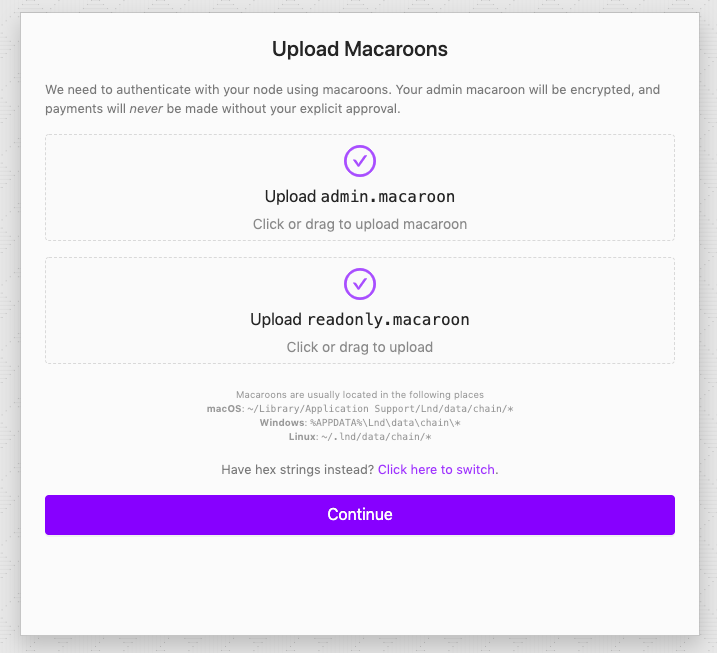 Upload Macaroons
We need to authenticate with your node using macaroons. Your admin macaroon will be encrypted, and
payments will never be made without your explicit approval.
Upload admin.macaroon
Click or drag to upload macaroon
Upload readonly.macaroon
Click or drag to upload
Macaroons are usually located in the following places
macOS: ~/Library/Application Support/Lnd/data/chain/*
Windows: %APPDATA%\Lnd\data\chain\*
Linux: ~/.lnd/data/chain/*
Have hex strings instead? Click here to switch.
Continue